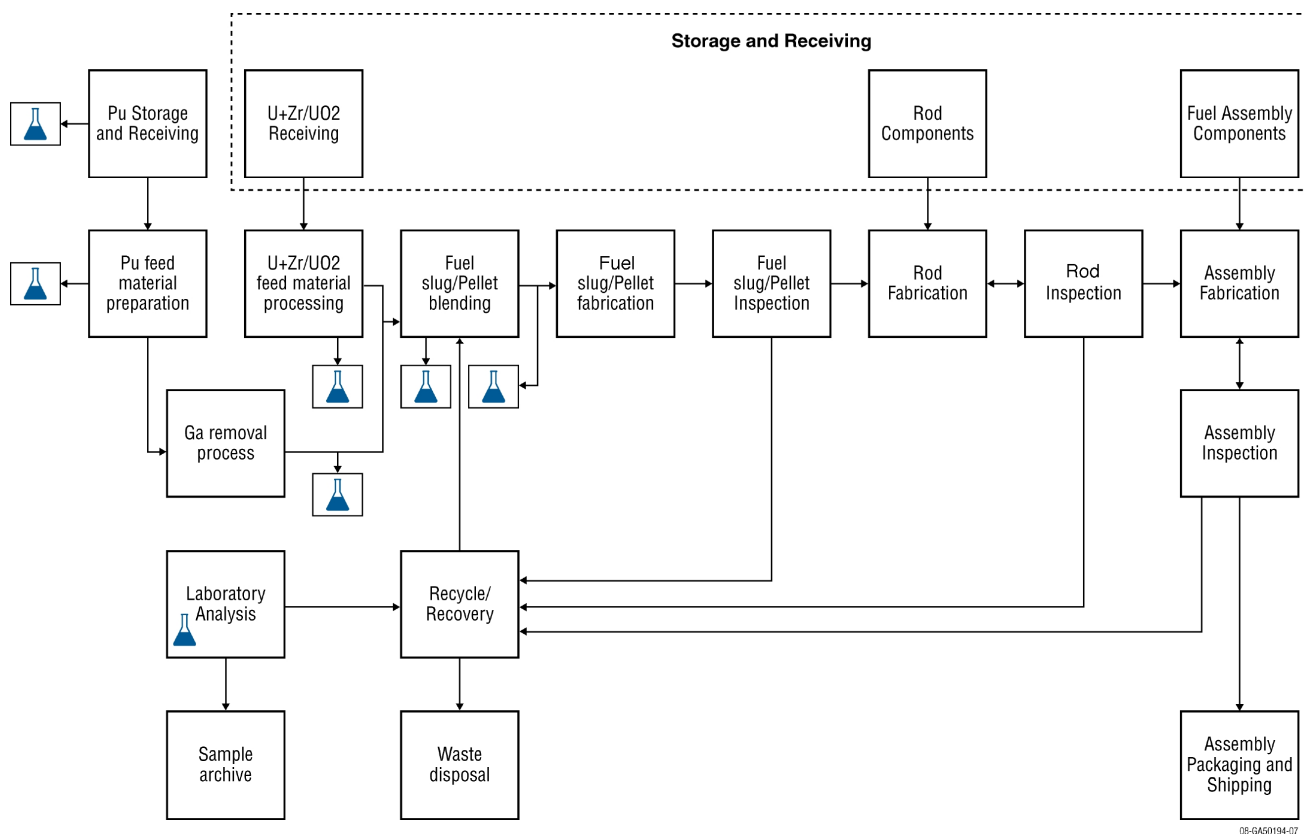 Storage and Receiving
Pu Storage
and Receiving
U+Zr/UO2
Receiving
Rod
Components
Fuel Assembly
Components
Pu feed
material
preparation
U+Zr/UO2
feed material
processing
Fuel
slug/Pellet
blending
Fuel
slug/Pellet
fabrication
Fuel
slug/Pellet
Inspection
Rod
Fabrication
Rod
Inspection
Assembly
Fabrication
Ga removal
process
Assembly
Inspection
Laboratory
Analysis
Recycle/
Recovery
Sample
archive
Waste
disposal
Assembly
Packaging and
Shipping
08-GA50194-07